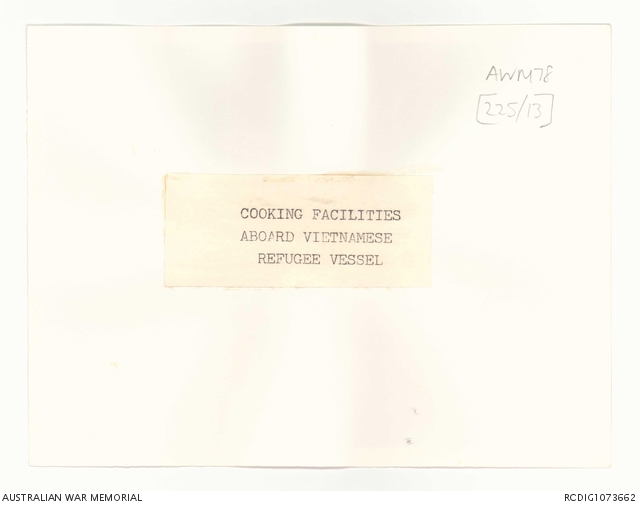 AWM78
[225/13]
COOKING FACILITIES
ABOARD VIETNAMESE
REFUGEE VESSEL
AUSTRALIAN WAR MEMORIAL
RCDIG1073662